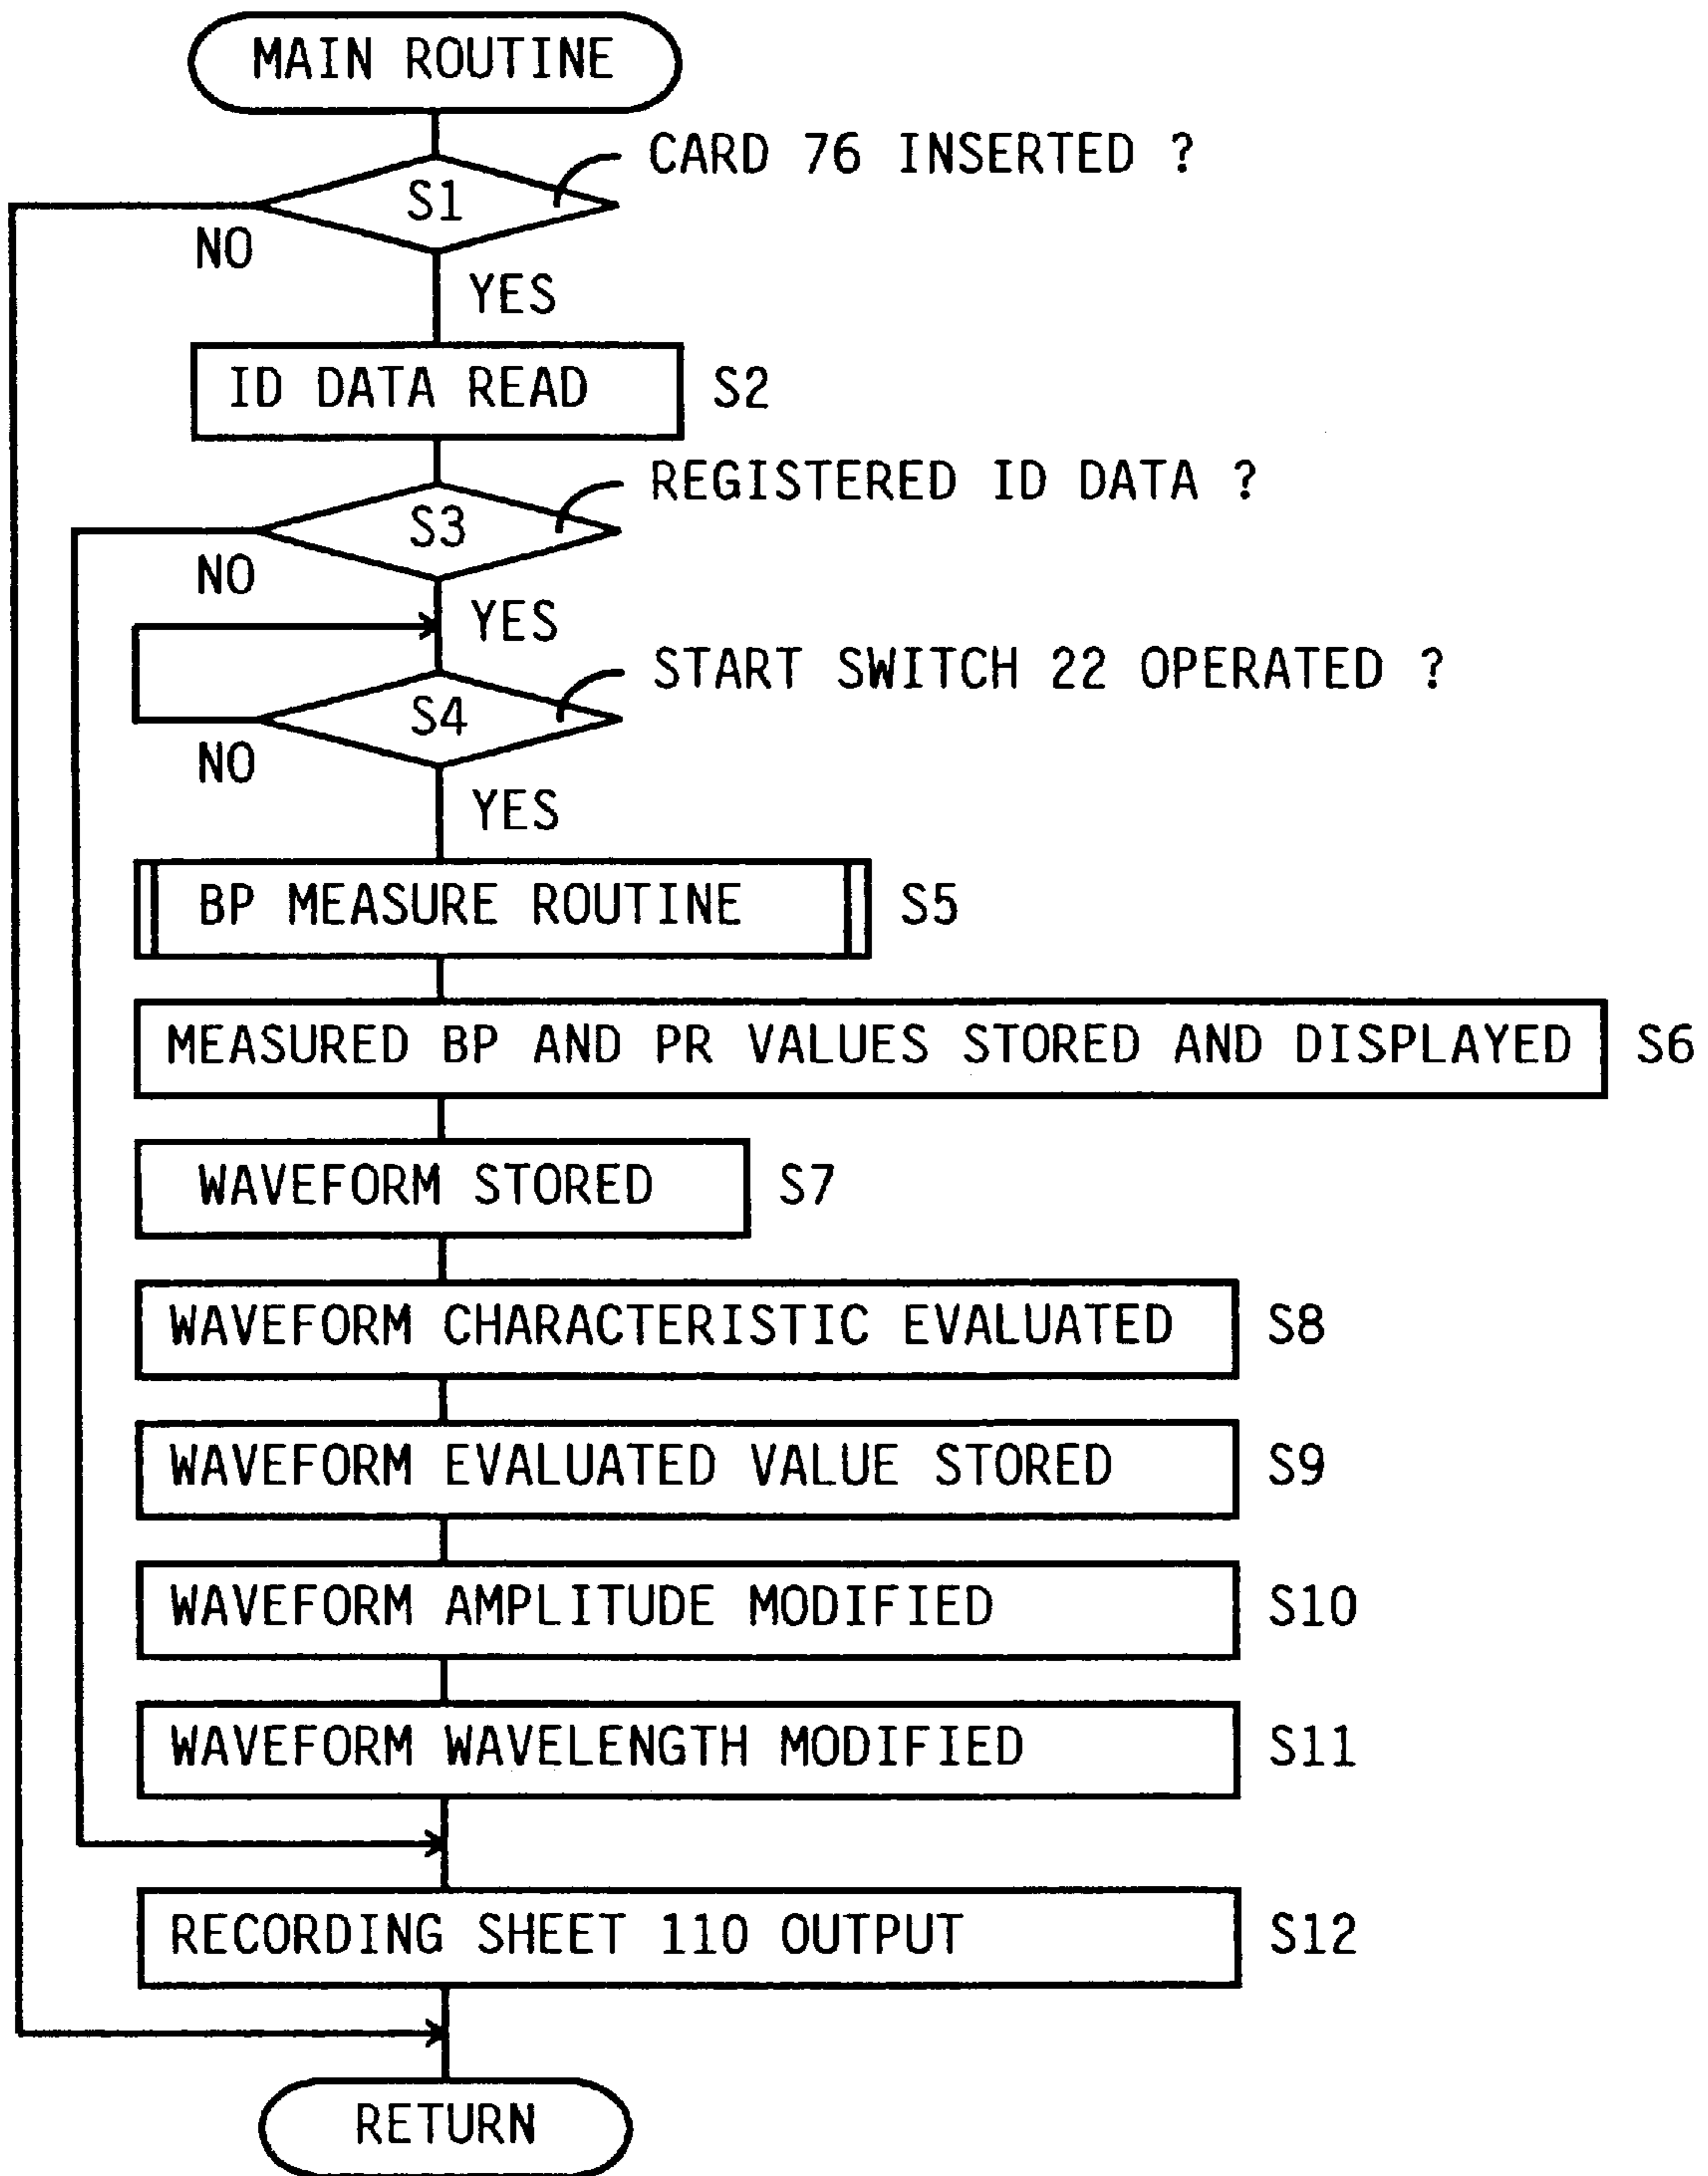 MAIN ROUTINE
CARD 76 INSERTED ?
S1
NO
YES
ID DATA READ S2
REGISTERED ID DATA ?
S3
NO
YES
START SWITCH 22 OPERATED ?
S4
NO
YES
BP MEASURE ROUTINE S5
MEASURED BP AND PR VALUES STORED AND DISPLAYED S6
WAVEFORM STORED S7
WAVEFORM CHARACTERISTIC EVALUATED S8
WAVEFORM EVALUATED VALUE STORED S9
WAVEFORM AMPLITUDE MODIFIED S10
WAVEFORM WAVELENGTH MODIFIED S11
RECORDING SHEET 110 OUTPUT S12
RETURN